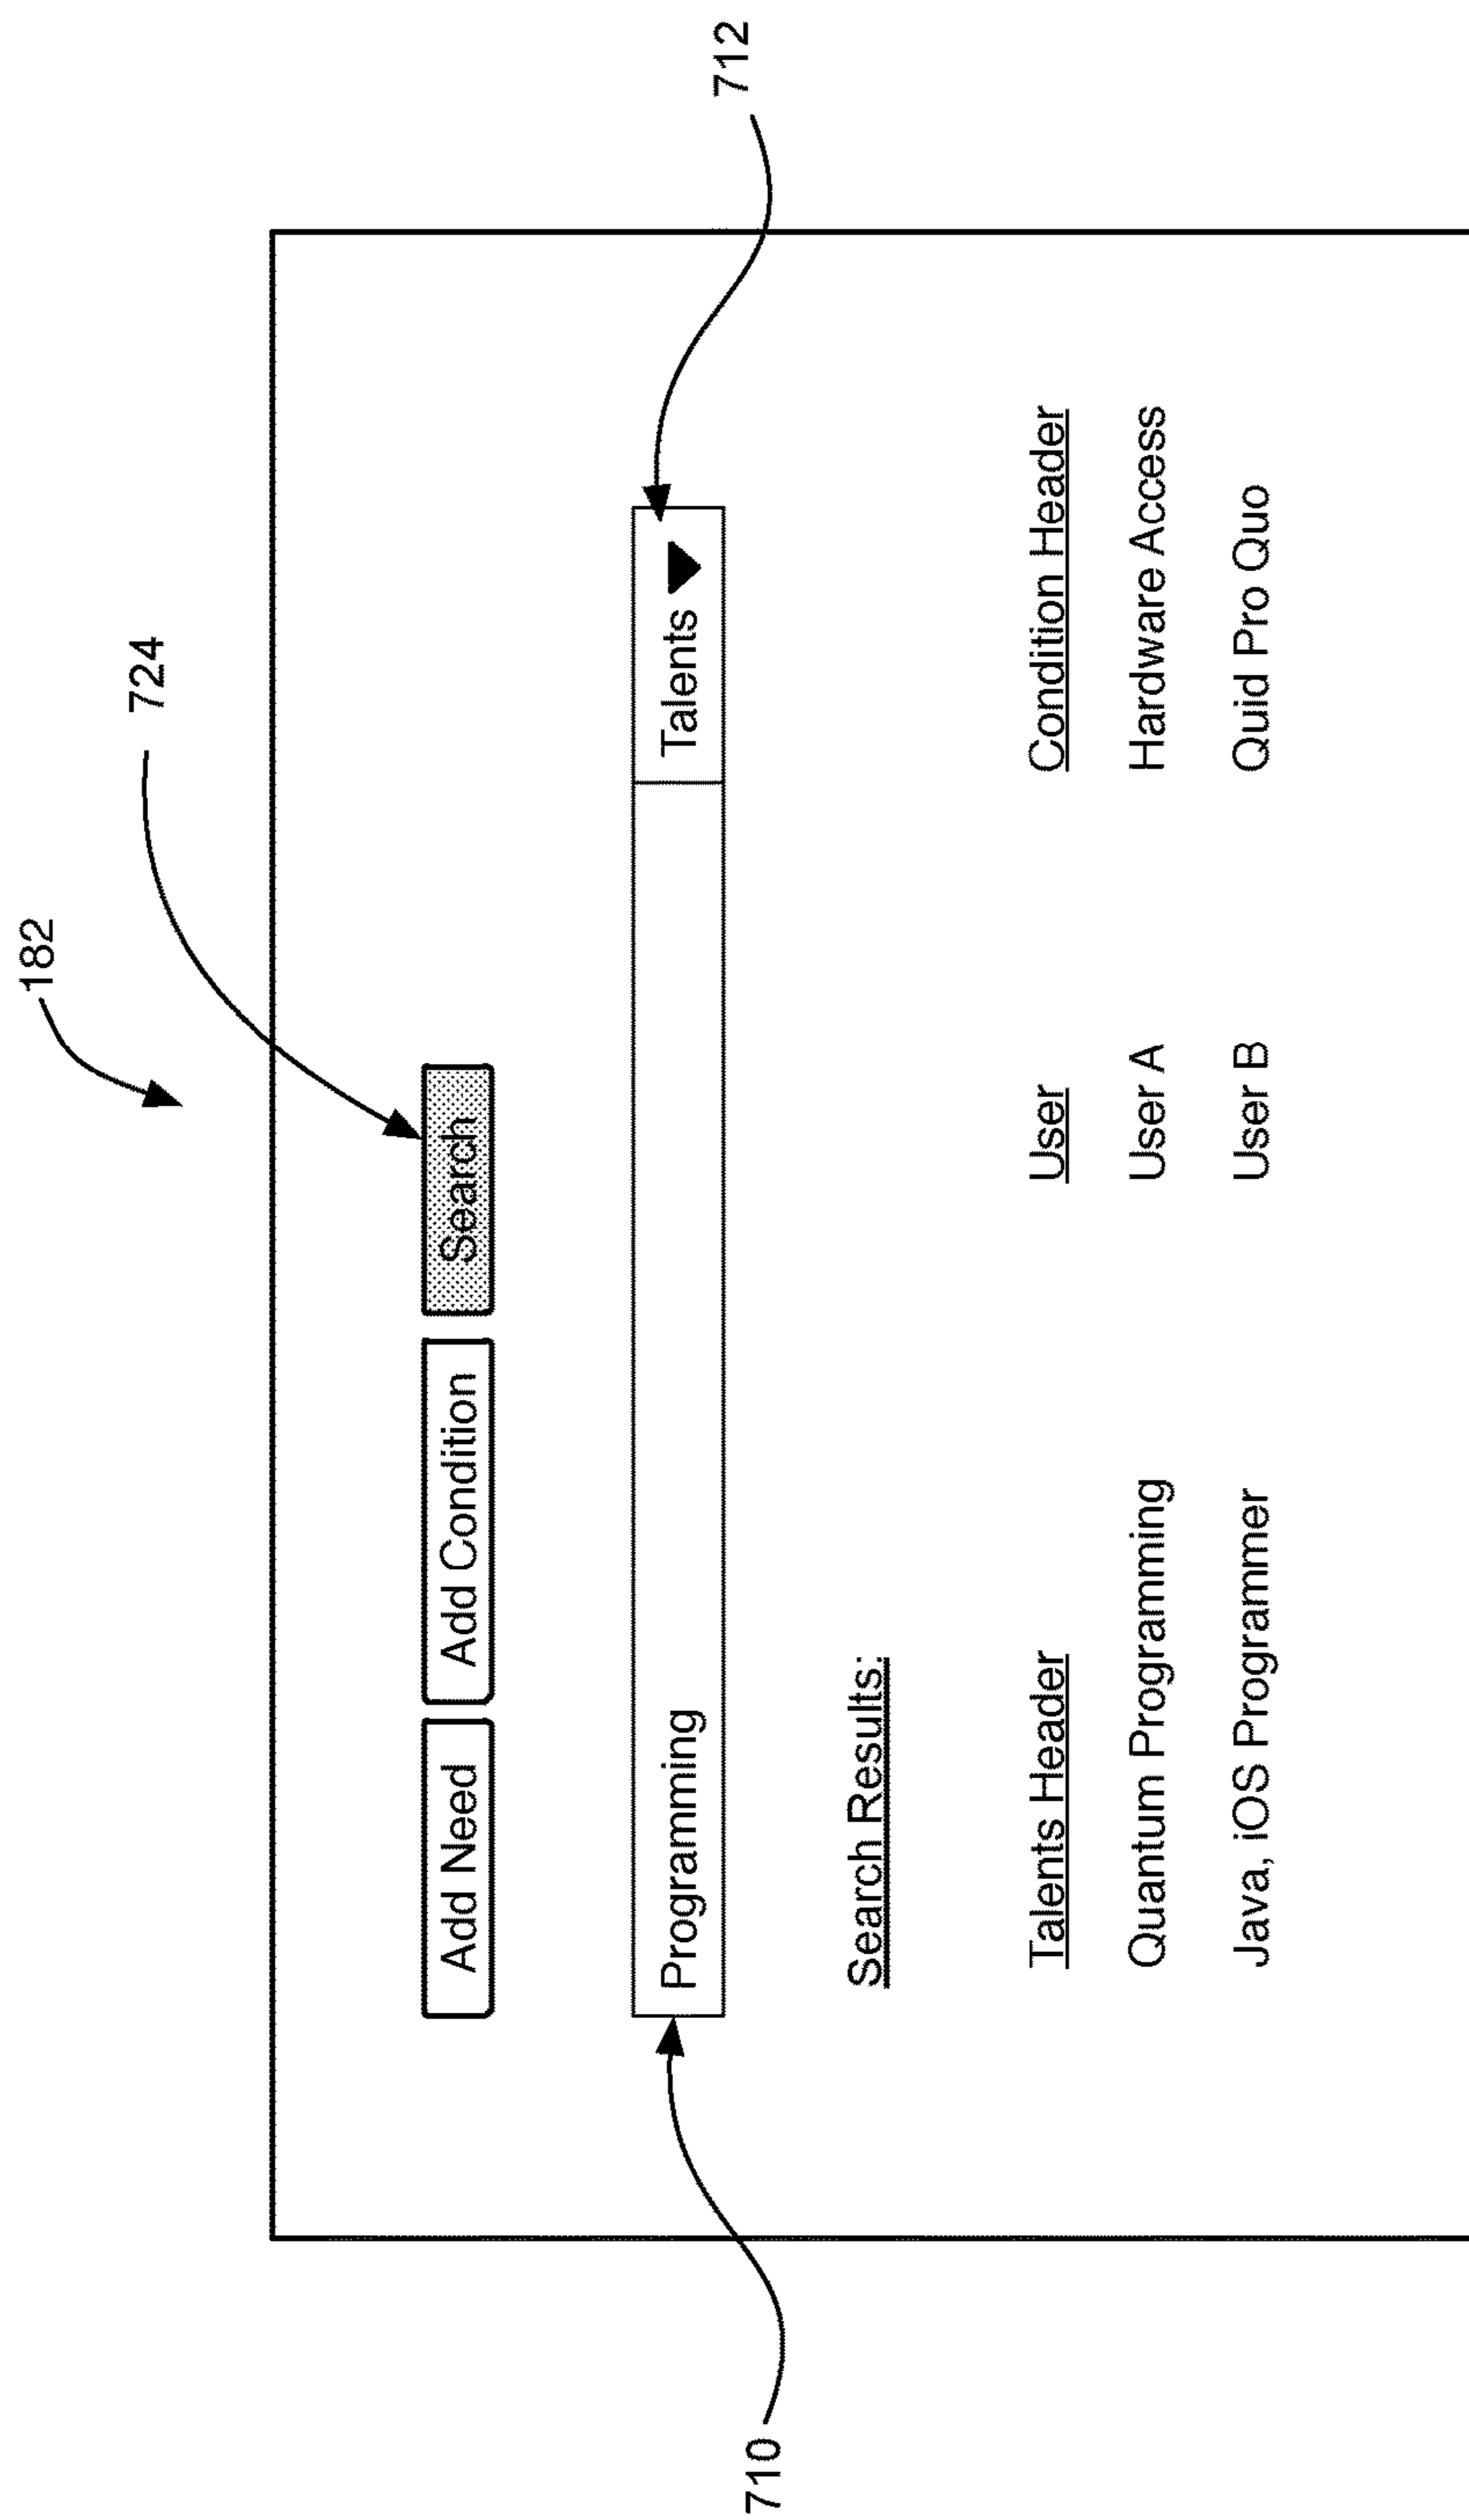 182
724
Add Need Add Condition Search
712
Programming Talents
710
Search Results:
Talents Header User Condition Header
Quantum Programming User A Hardware Access
Java, iOS Programmer User B Quid Pro Quo